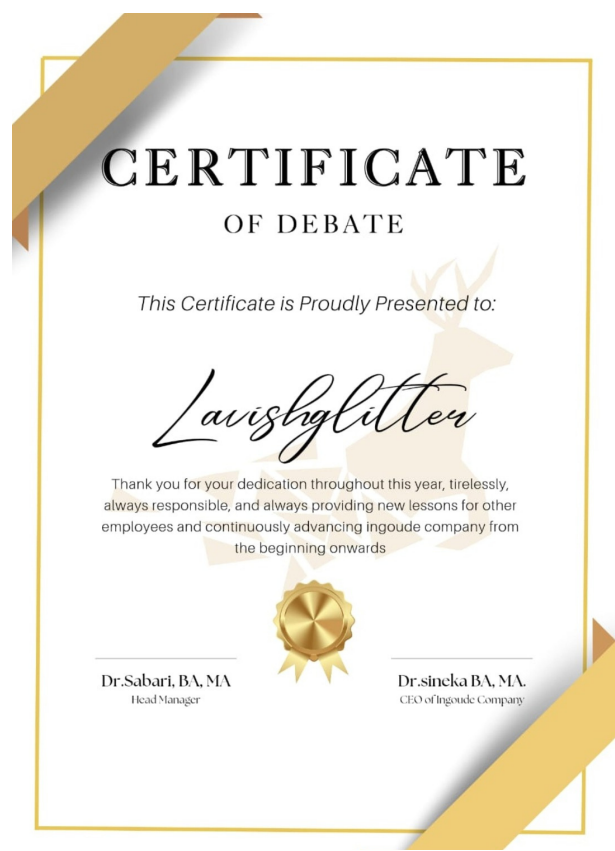 CERTIFICATE
OF DEBATE
This Certificate is Proudly Presented to:
Lavishglitter
Thank you for your dedication throughout this year, tirelessly,
always responsible, and always providing new lessons for other
employees and continuously advancing ingoude company from
the beginning onwards
Dr.Sabari, BA, MA
Head Manager
Dr.sineka BA, MA.
CEO of Ingoude Company